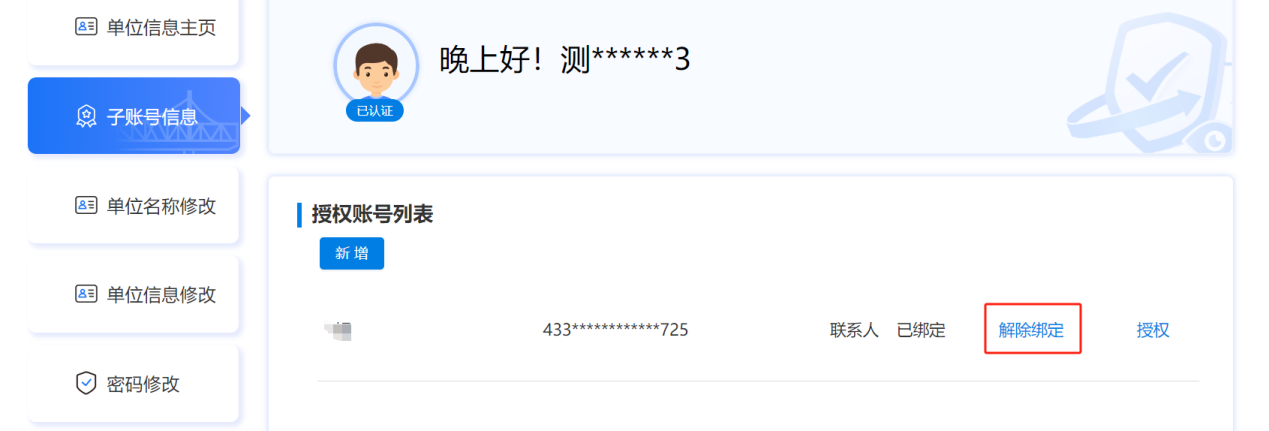 单位信息主页
子账号信息
单位名称修改
单位信息修改
密码修改
晚上好！测******3
已认证
授权账号列表
新增
433************725 联系人 已绑定 解除绑定 授权